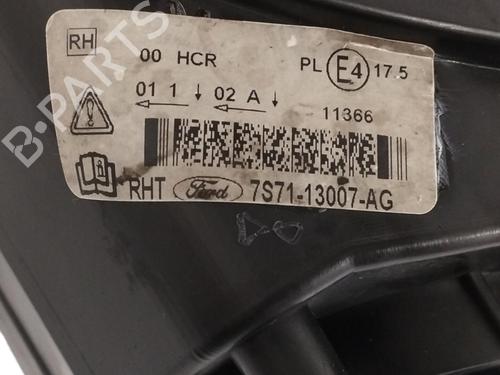 RH 00 HCR PL E4 17.5
01 1 ↓ 02 A ↓
← ←
11366
RHT Ford 7S71-13007-AG
B-PARTS